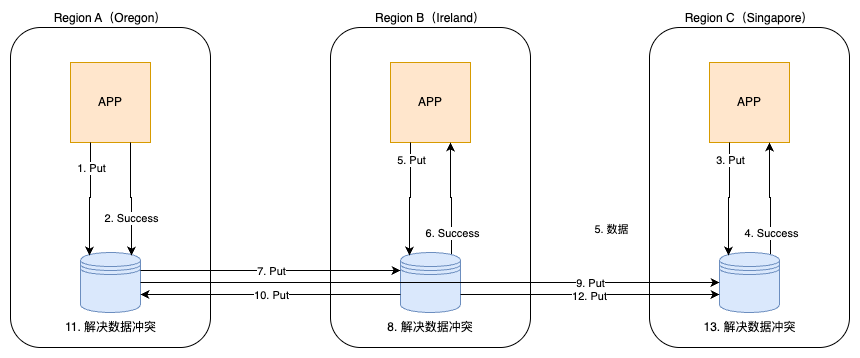 Region A（Oregon）
Region B（Ireland）
Region C（Singapore）
APP
APP
APP
1. Put
5. Put
3. Put
2. Success
6. Success
5. 数据
4. Success
7. Put
9. Put
10. Put
12. Put
11. 解决数据冲突
8. 解决数据冲突
13. 解决数据冲突